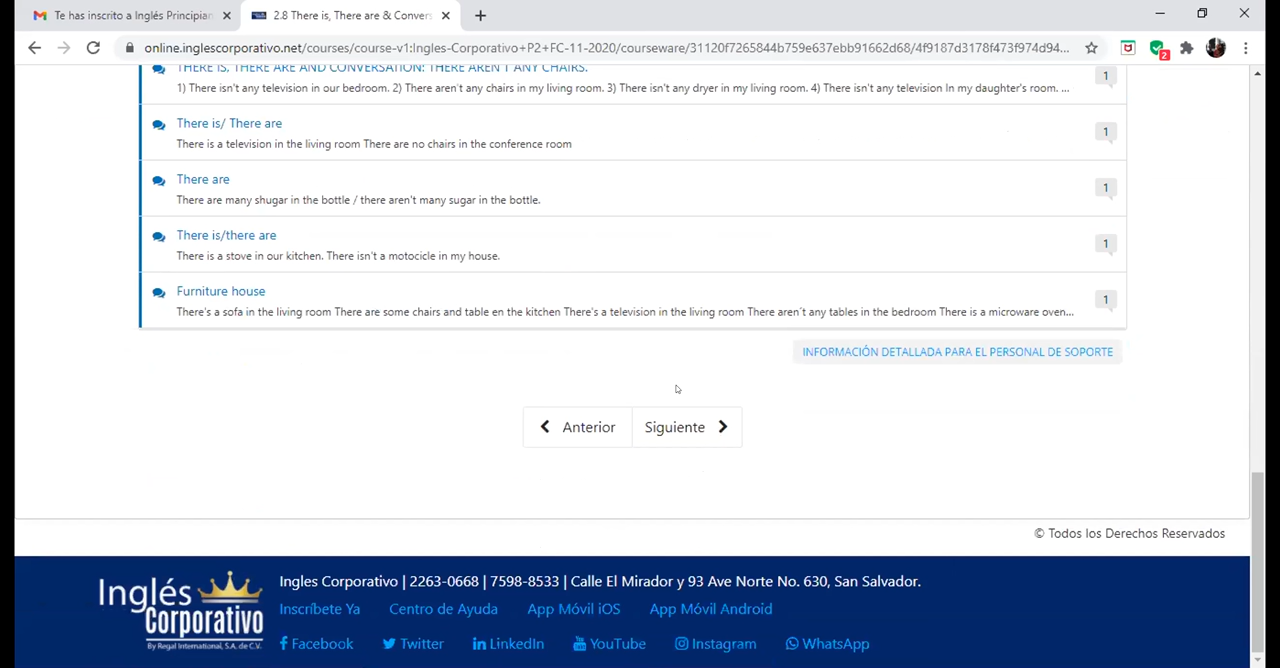 Te has inscrito a Inglés Principian
2.8 There is, There are & Convers
online.inglescorporativo.net/courses/course-v1:Ingles-Corporativo+P2+FC-11-2020/courseware/31120f7265844b759e637ebb91662d68/4f9187d3178f473f974d94...
2
THERE IS, THERE ARE AND CONVERSATION: THERE AREN´T ANY CHAIRS.
1
1) There isn't any television in our bedroom. 2) There aren't any chairs in my living room. 3) There isn't any dryer in my living room. 4) There isn't any television In my daughter's room. ...
There is/ There are
1
There is a television in the living room There are no chairs in the conference room
There are
1
There are many shugar in the bottle / there aren't many sugar in the bottle.
There is/there are
1
There is a stove in our kitchen. There isn't a motocicle in my house.
Furniture house
1
There's a sofa in the living room There are some chairs and table en the kitchen There's a television in the living room There aren´t any tables in the bedroom There is a microware oven...
INFORMACIÓN DETALLADA PARA EL PERSONAL DE SOPORTE
Anterior
Siguiente
© Todos los Derechos Reservados
Inglés Corporativo
By Regal International, S.A. de C.V.
Ingles Corporativo | 2263-0668 | 7598-8533 | Calle El Mirador y 93 Ave Norte No. 630, San Salvador.
Inscríbete Ya Centro de Ayuda App Móvil iOS App Móvil Android
Facebook Twitter LinkedIn YouTube Instagram WhatsApp